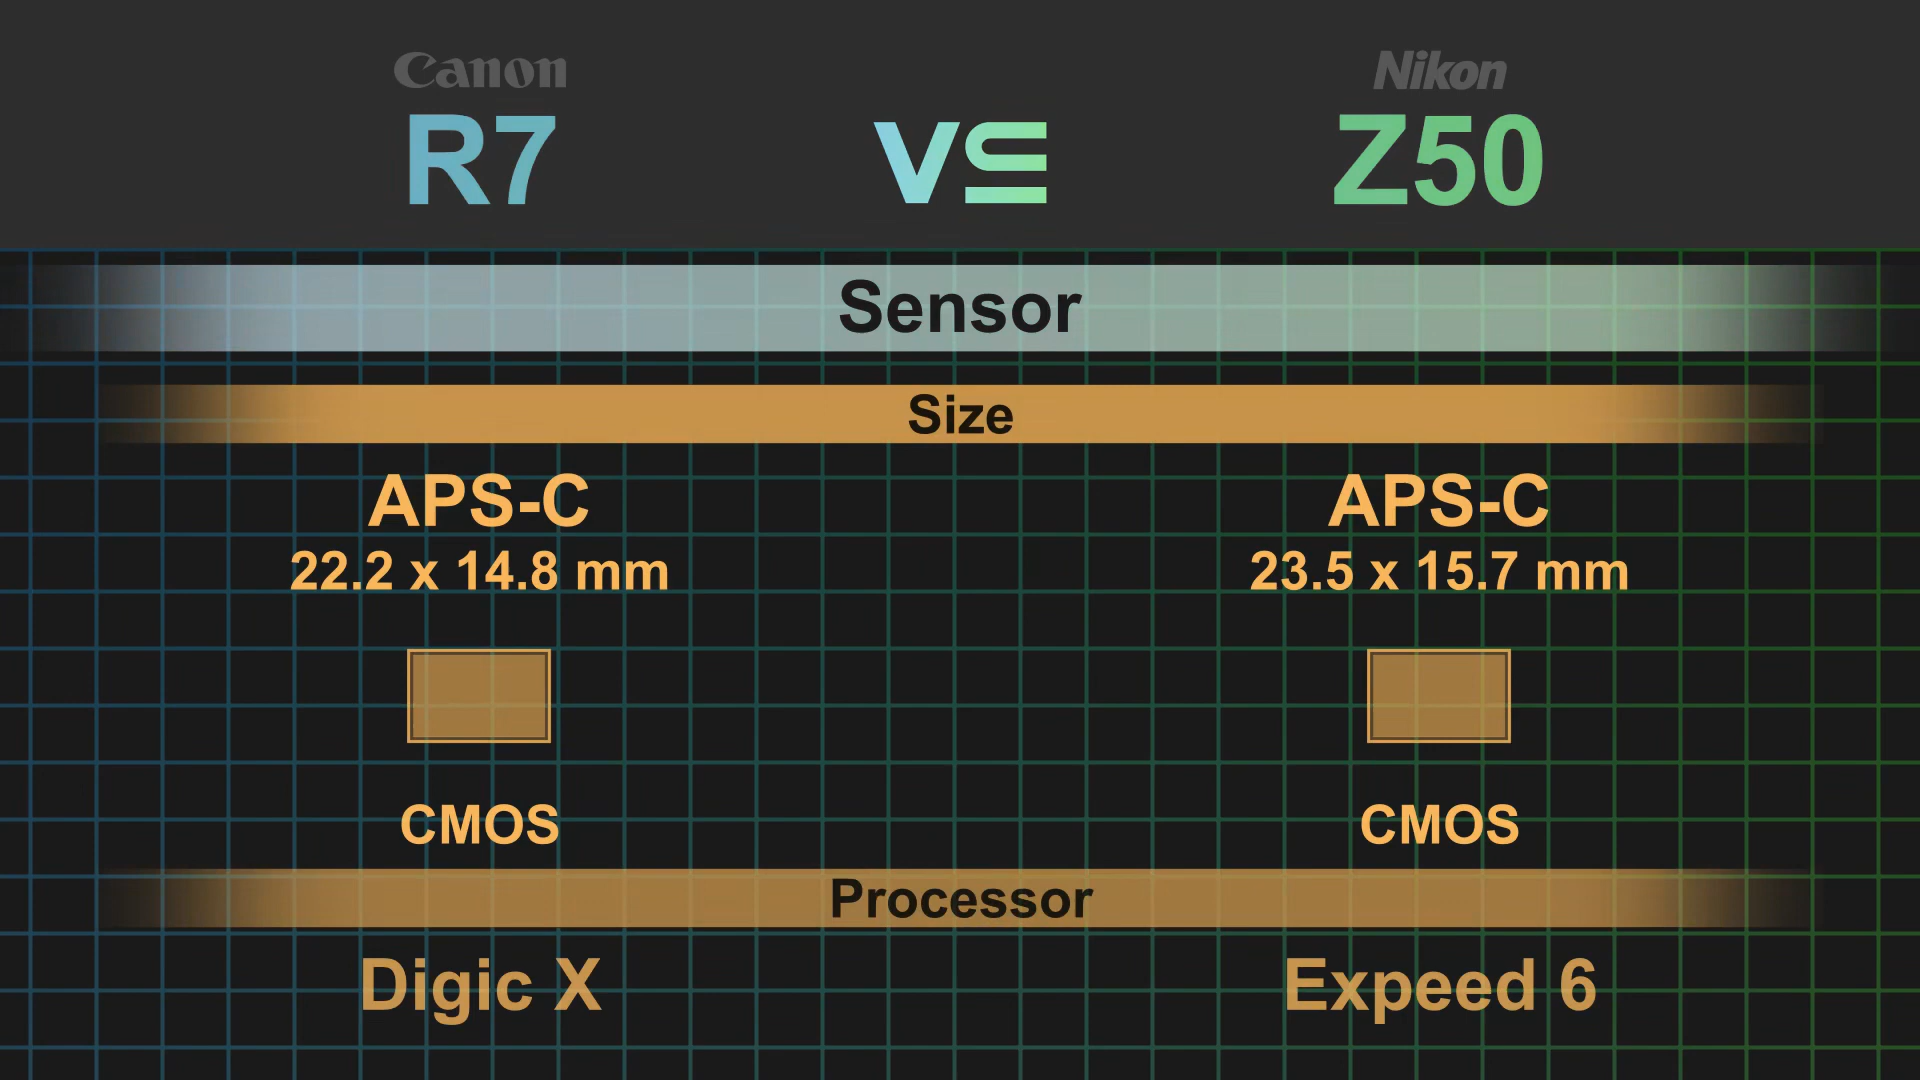 Canon
R7
VS
Nikon
Z50
Sensor
Size
APS-C
22.2 x 14.8 mm
APS-C
23.5 x 15.7 mm
CMOS
CMOS
Processor
Digic X
Expeed 6